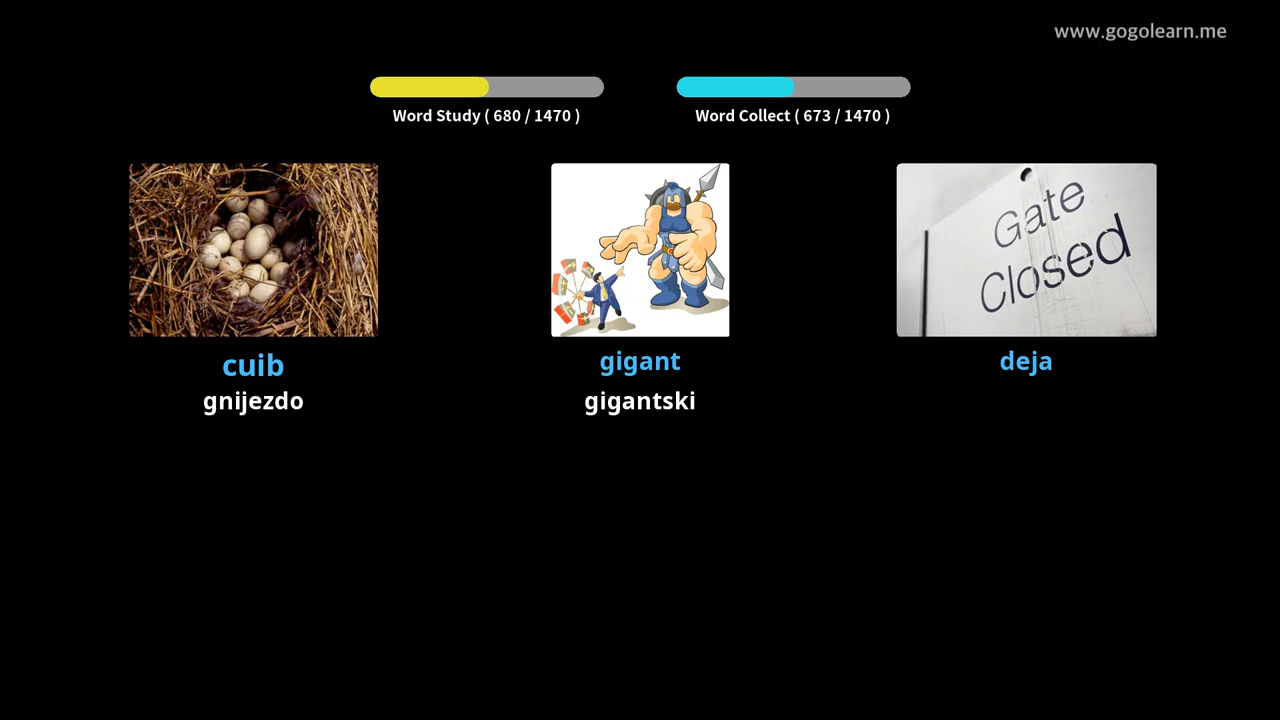 www.gogolearn.me
Word Study ( 680 / 1470 )
Word Collect ( 673 / 1470 )
Gate
Closed
cuib
gigant
deja
gnijezdo
gigantski